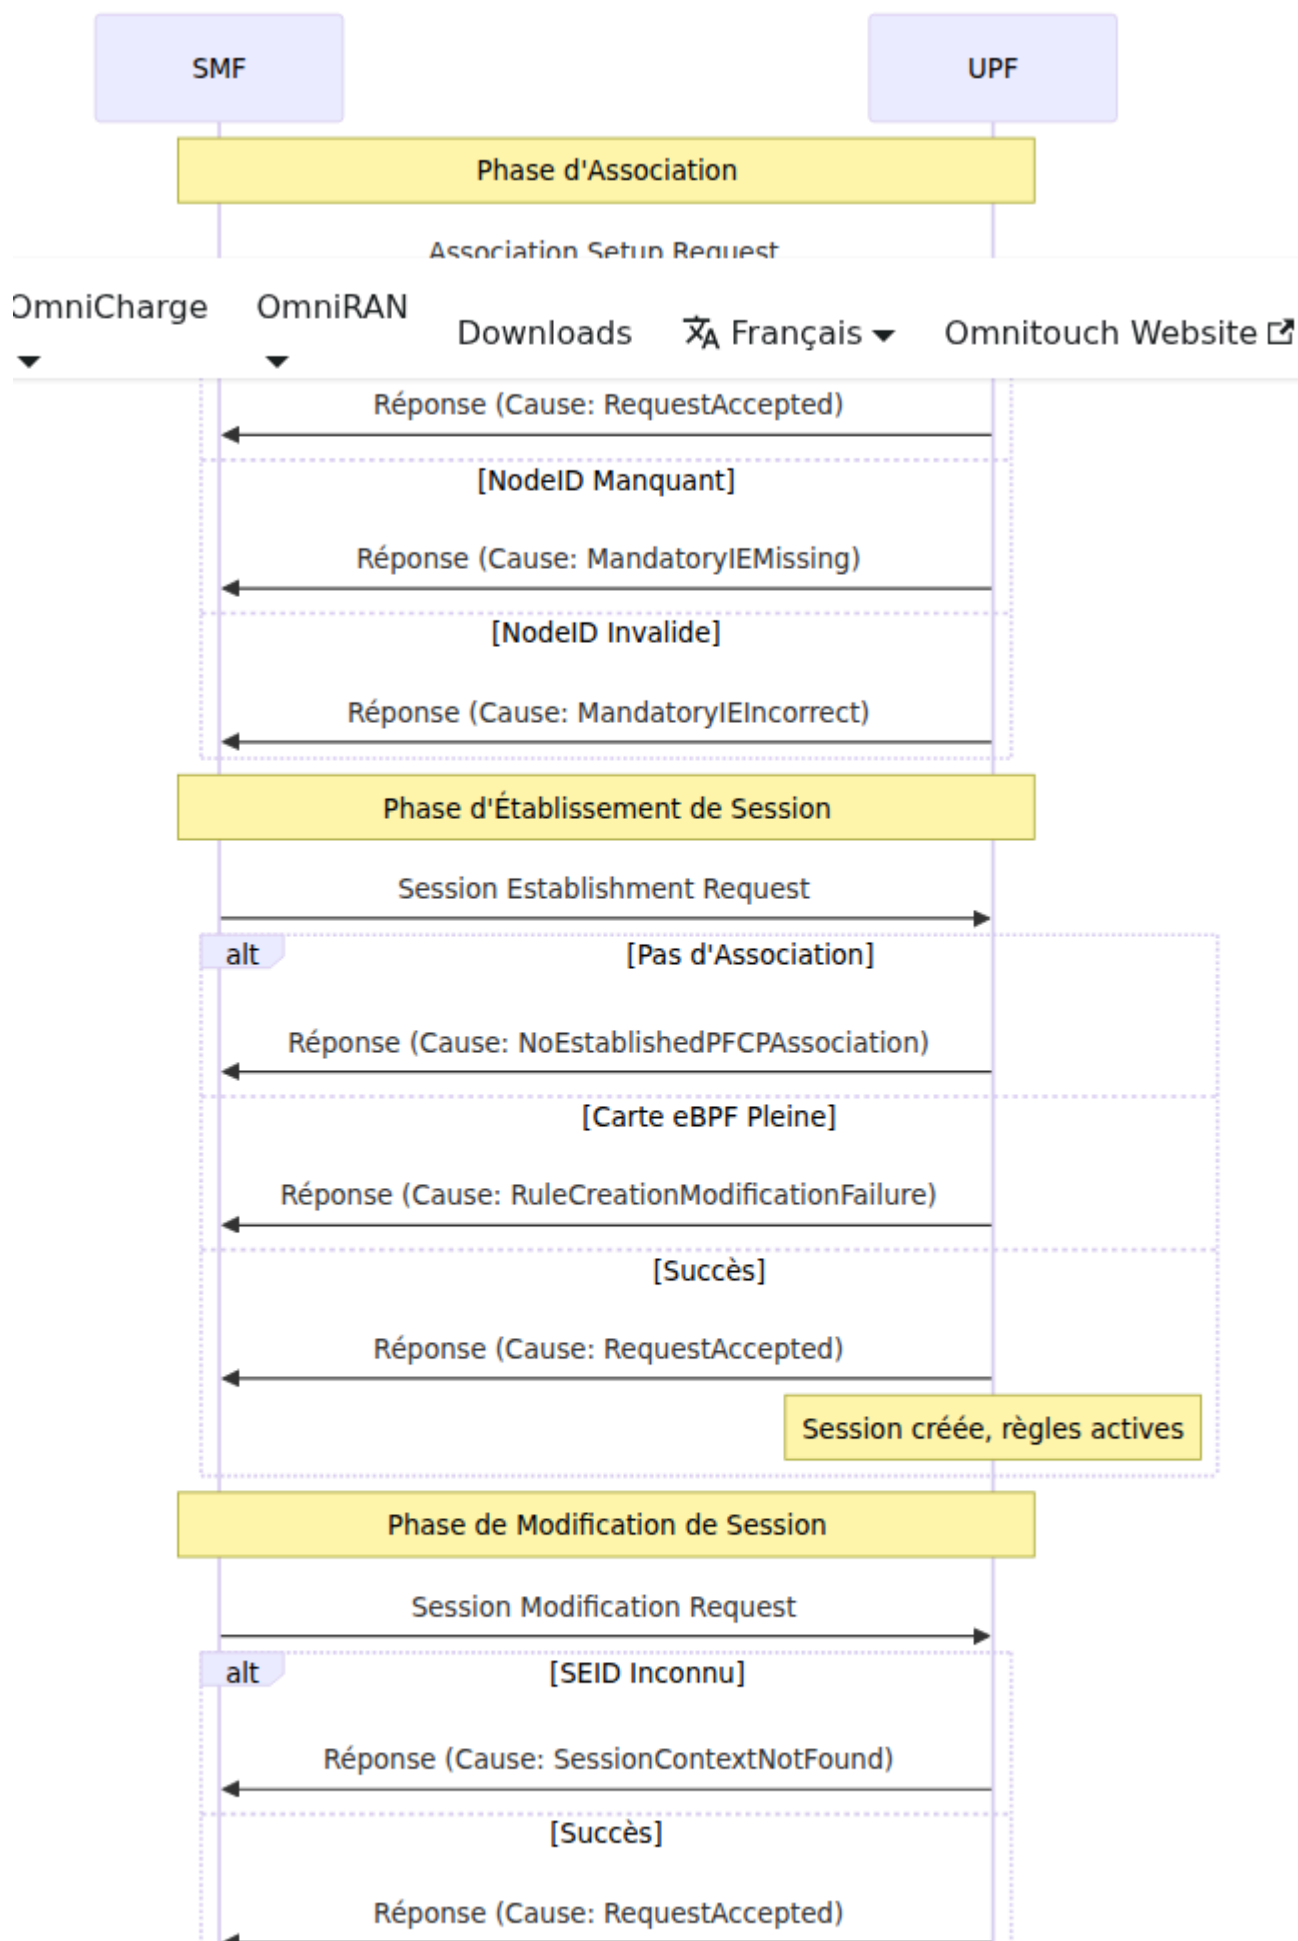 SMF
UPF
Phase d'Association
Association Setup Request
OmniCharge
OmniRAN
Downloads
Français
Omnitouch Website
Réponse (Cause: RequestAccepted)
[NodeID Manquant]
Réponse (Cause: MandatoryIEMissing)
[NodeID Invalide]
Réponse (Cause: MandatoryIEIncorrect)
Phase d'Établissement de Session
Session Establishment Request
alt
[Pas d'Association]
Réponse (Cause: NoEstablishedPFCPAssociation)
[Carte eBPF Pleine]
Réponse (Cause: RuleCreationModificationFailure)
[Succès]
Réponse (Cause: RequestAccepted)
Session créée, règles actives
Phase de Modification de Session
Session Modification Request
alt
[SEID Inconnu]
Réponse (Cause: SessionContextNotFound)
[Succès]
Réponse (Cause: RequestAccepted)